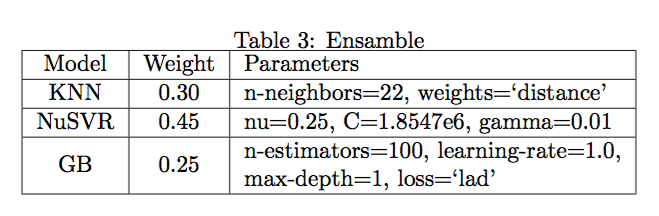 Table 3: Ensamble
Model Weight Parameters
KNN 0.30 n-neighbors=22, weights=‘distance’
NuSVR 0.45 nu=0.25, C=1.8547e6, gamma=0.01
GB 0.25 n-estimators=100, learning-rate=1.0,
max-depth=1, loss=‘lad’